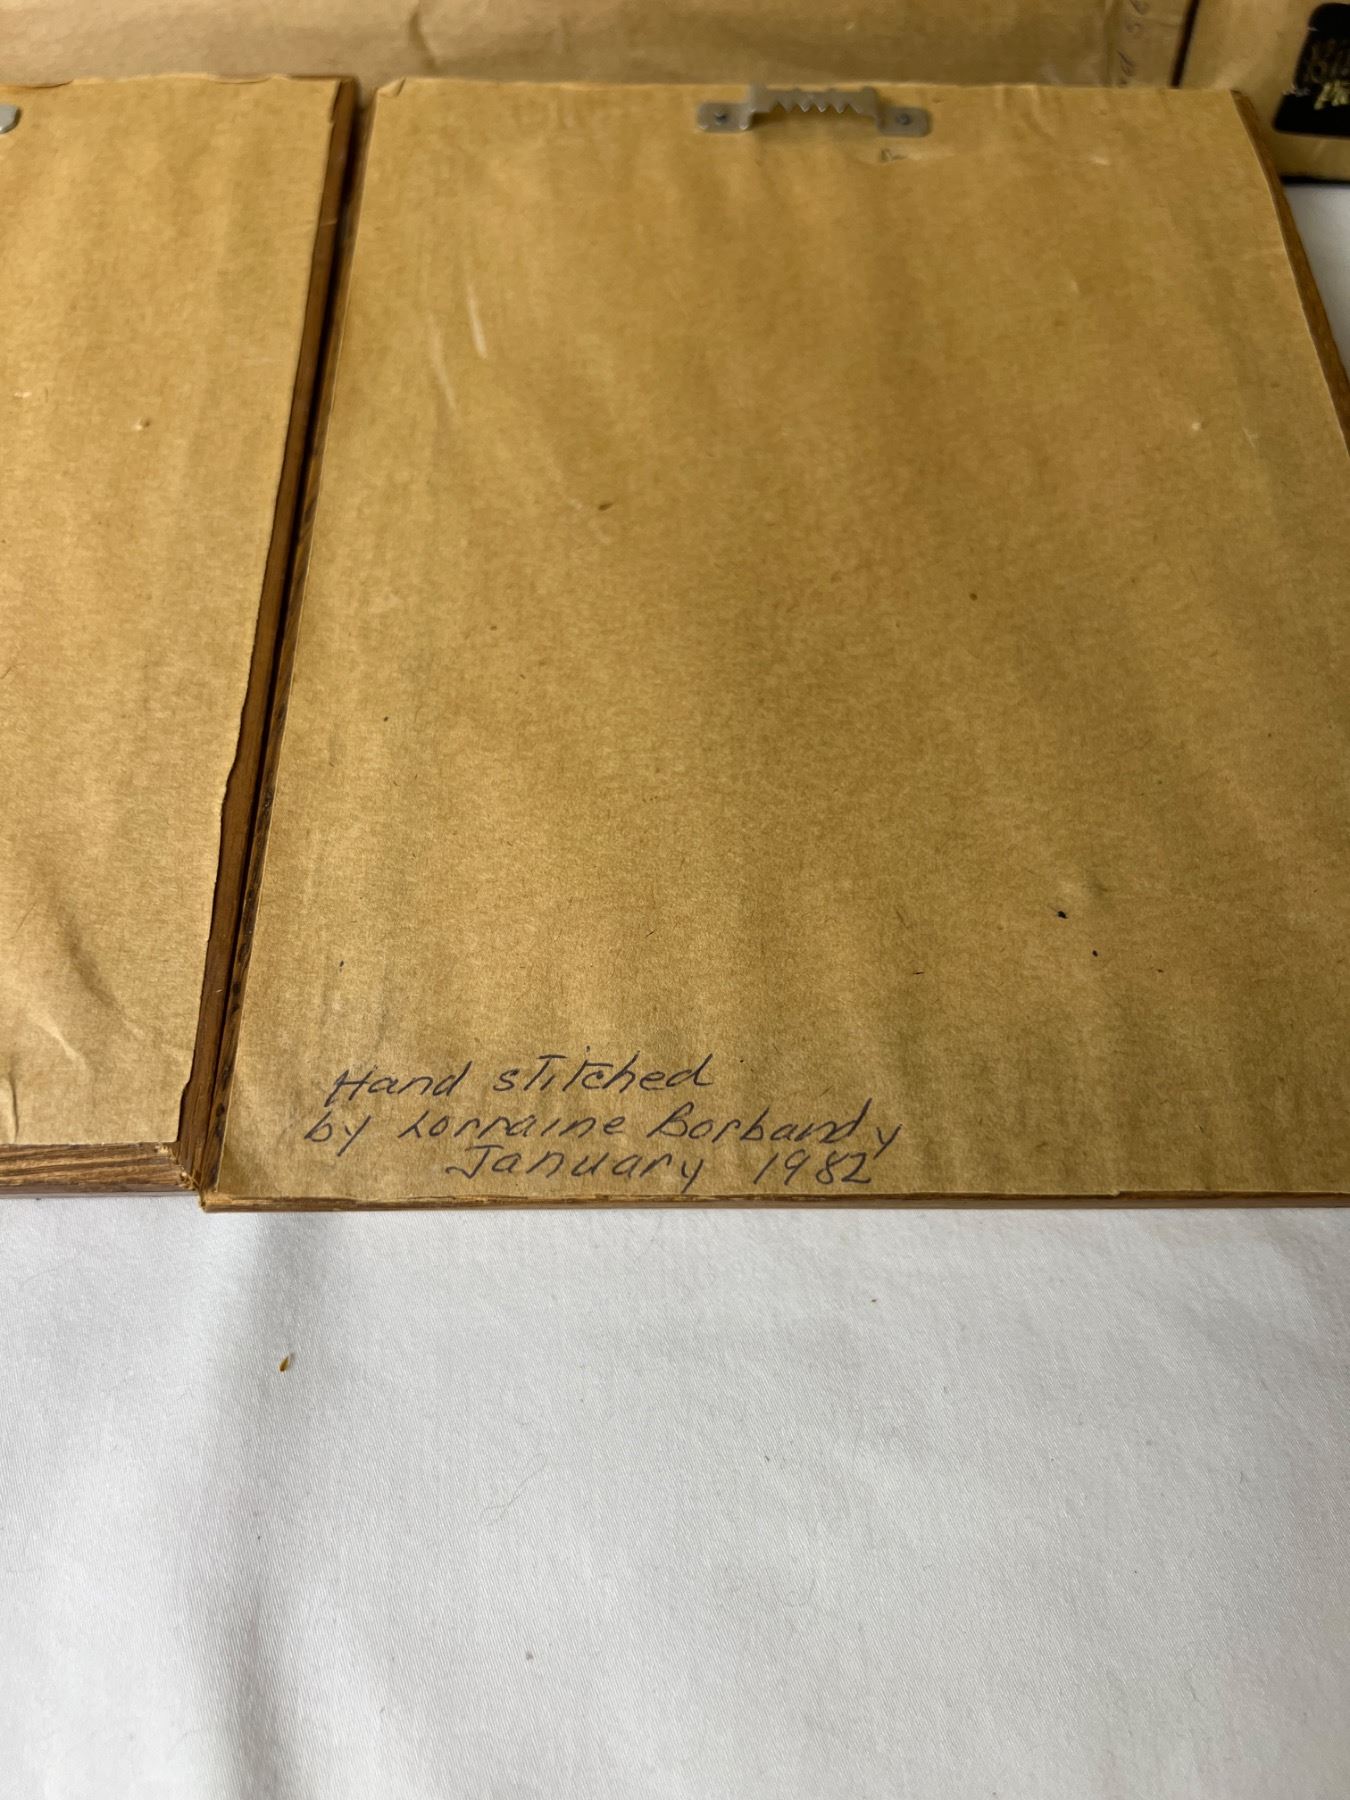 Hand stitched
by Lorraine Borbandy
January 1982